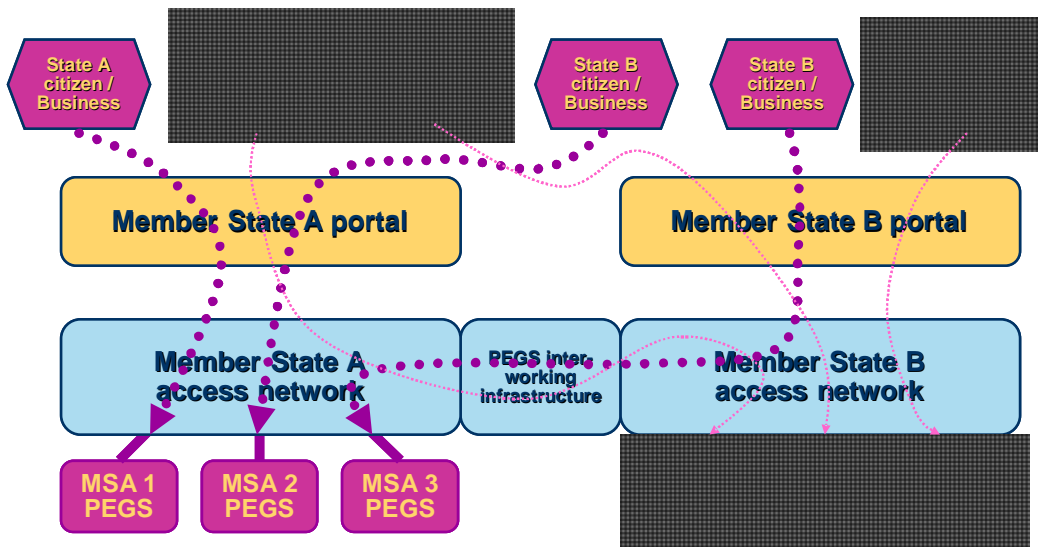 State A
citizen /
Business
State B
citizen /
Business
State B
citizen /
Business
Member State A portal
Member State B portal
Member State A
access network
PEGS inter-
working
infrastructure
Member State B
access network
MSA 1
PEGS
MSA 2
PEGS
MSA 3
PEGS